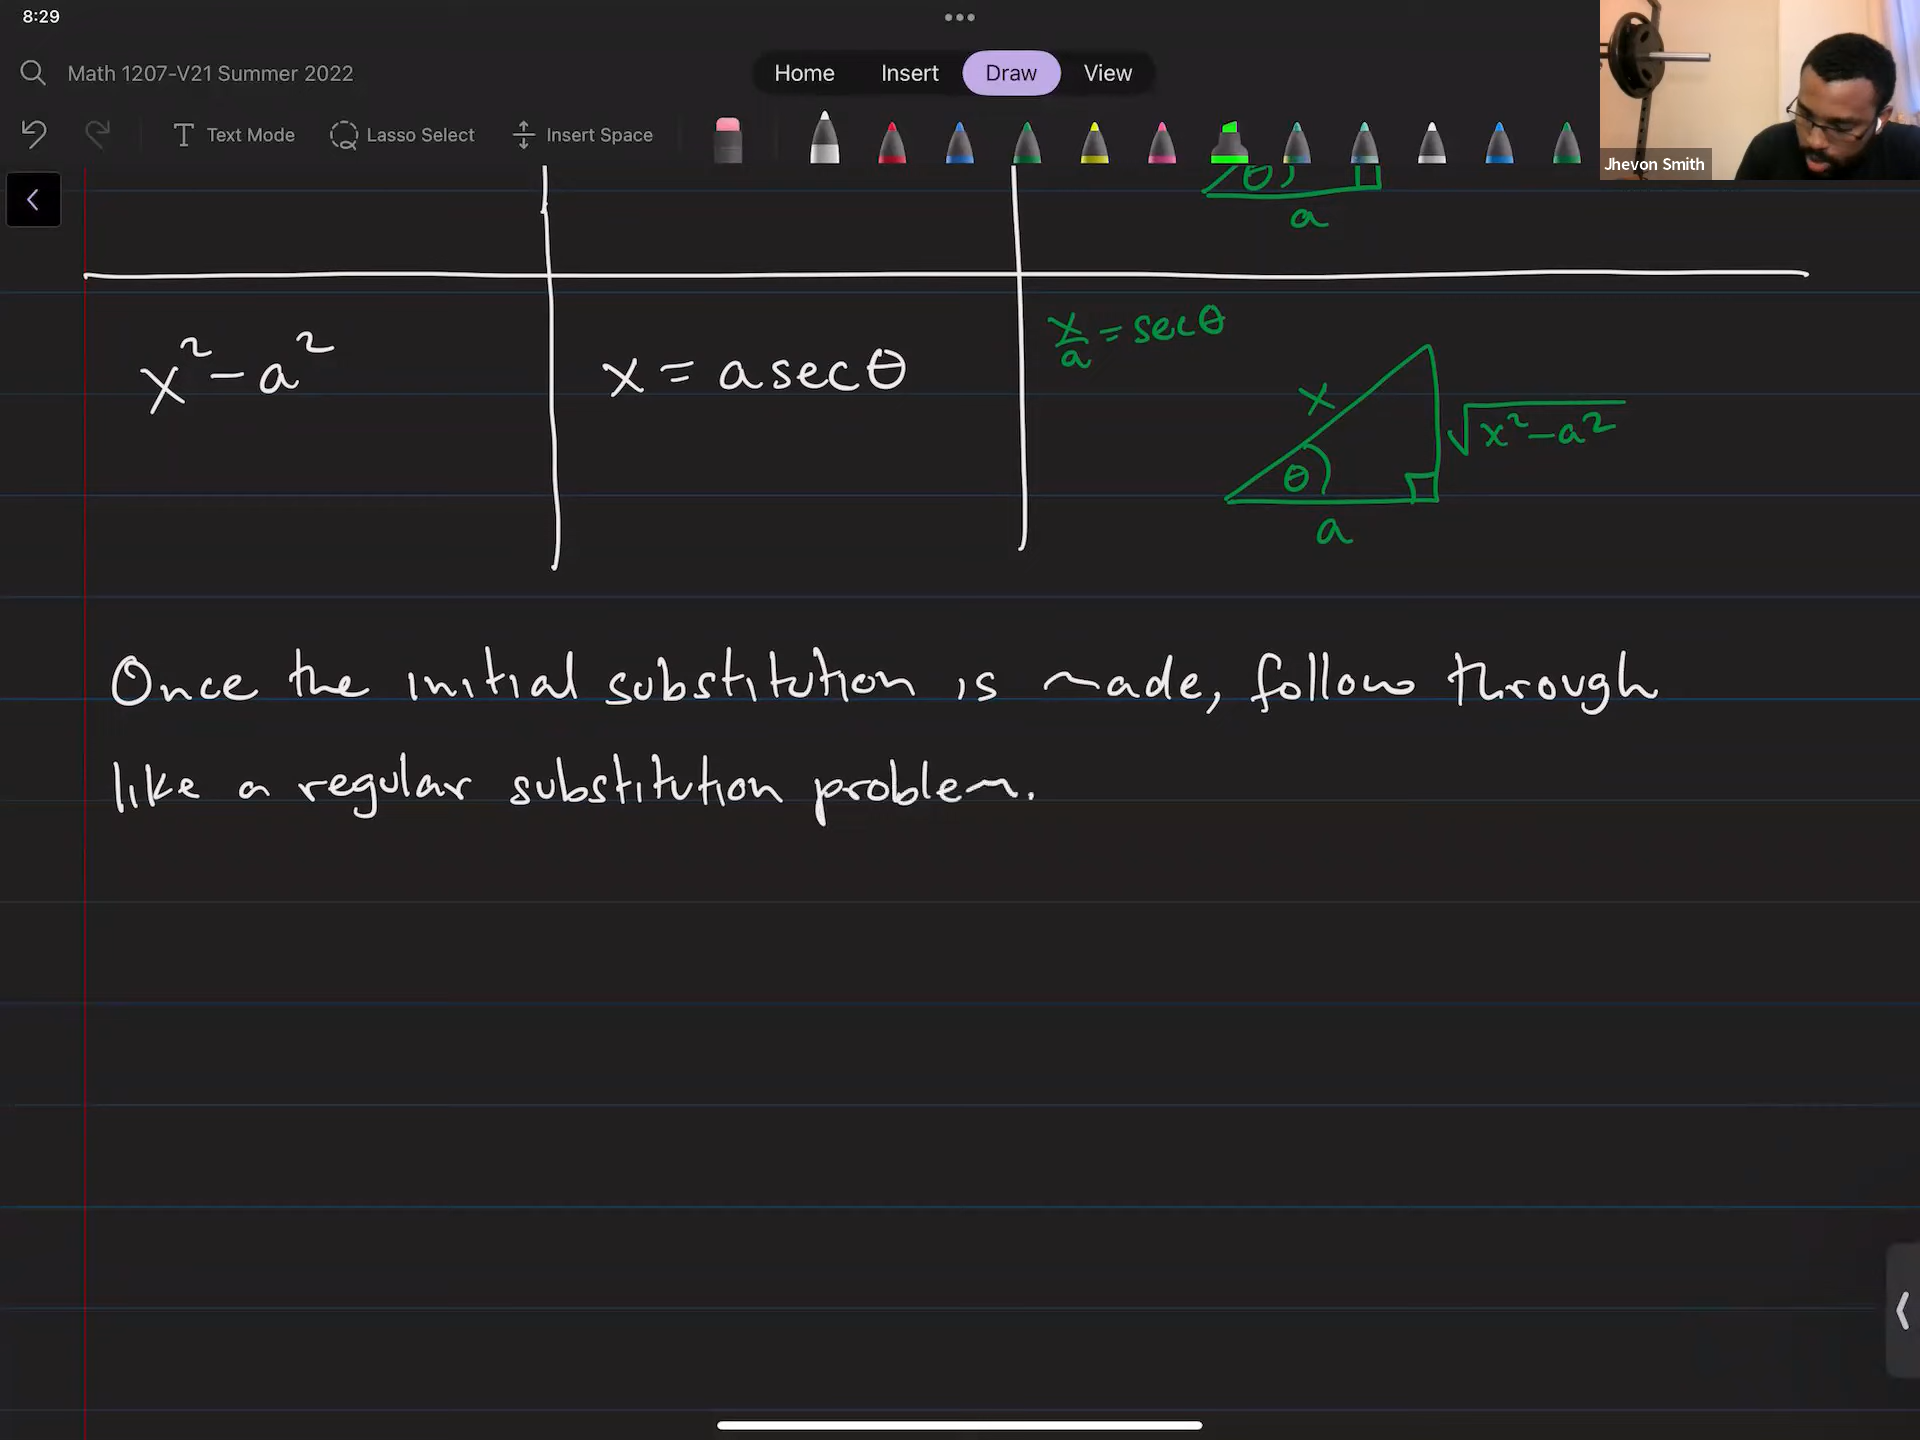 8:29
Math 1207-V21 Summer 2022
Home Insert Draw View
Text Mode Lasso Select Insert Space
Jhevon Smith
θ
a
x² - a²
x = a sec θ
x/a = sec θ
x
√(x² - a²)
θ
a
Once the initial substitution is made, follow through
like a regular substitution problem.